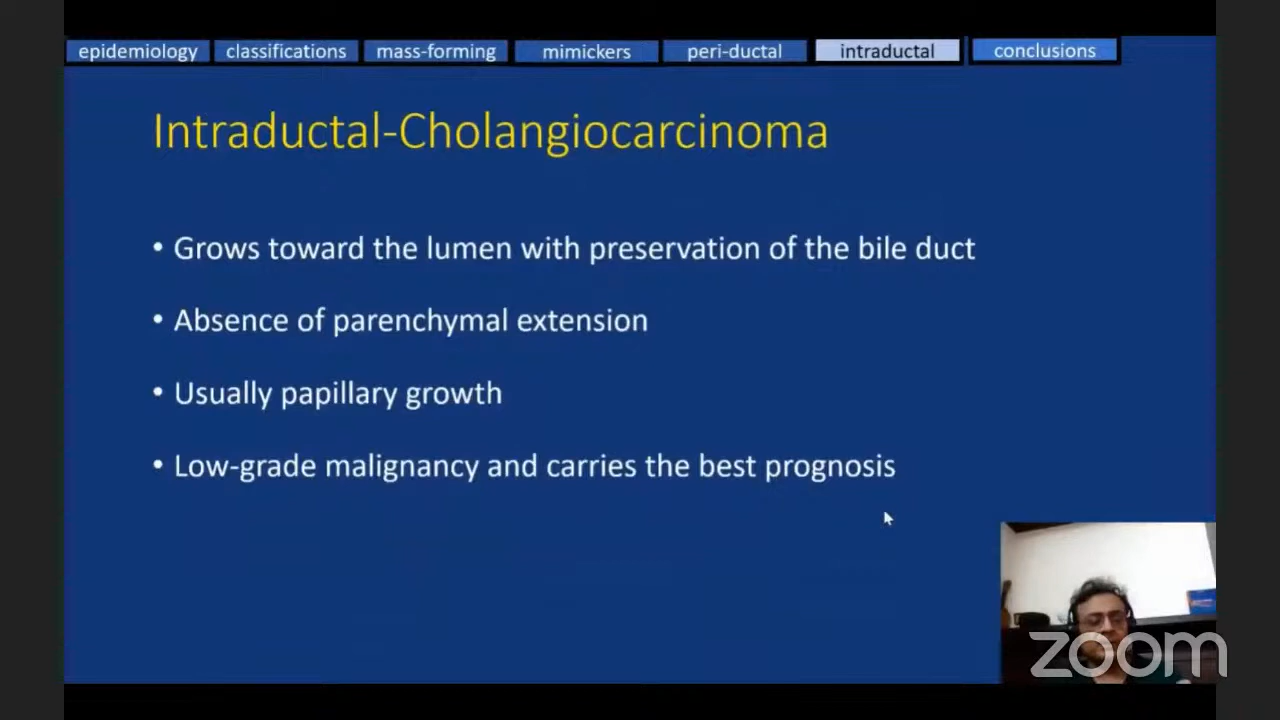 epidemiology classifications mass-forming mimickers peri-ductal intraductal conclusions
Intraductal-Cholangiocarcinoma
• Grows toward the lumen with preservation of the bile duct
• Absence of parenchymal extension
• Usually papillary growth
• Low-grade malignancy and carries the best prognosis
zoom